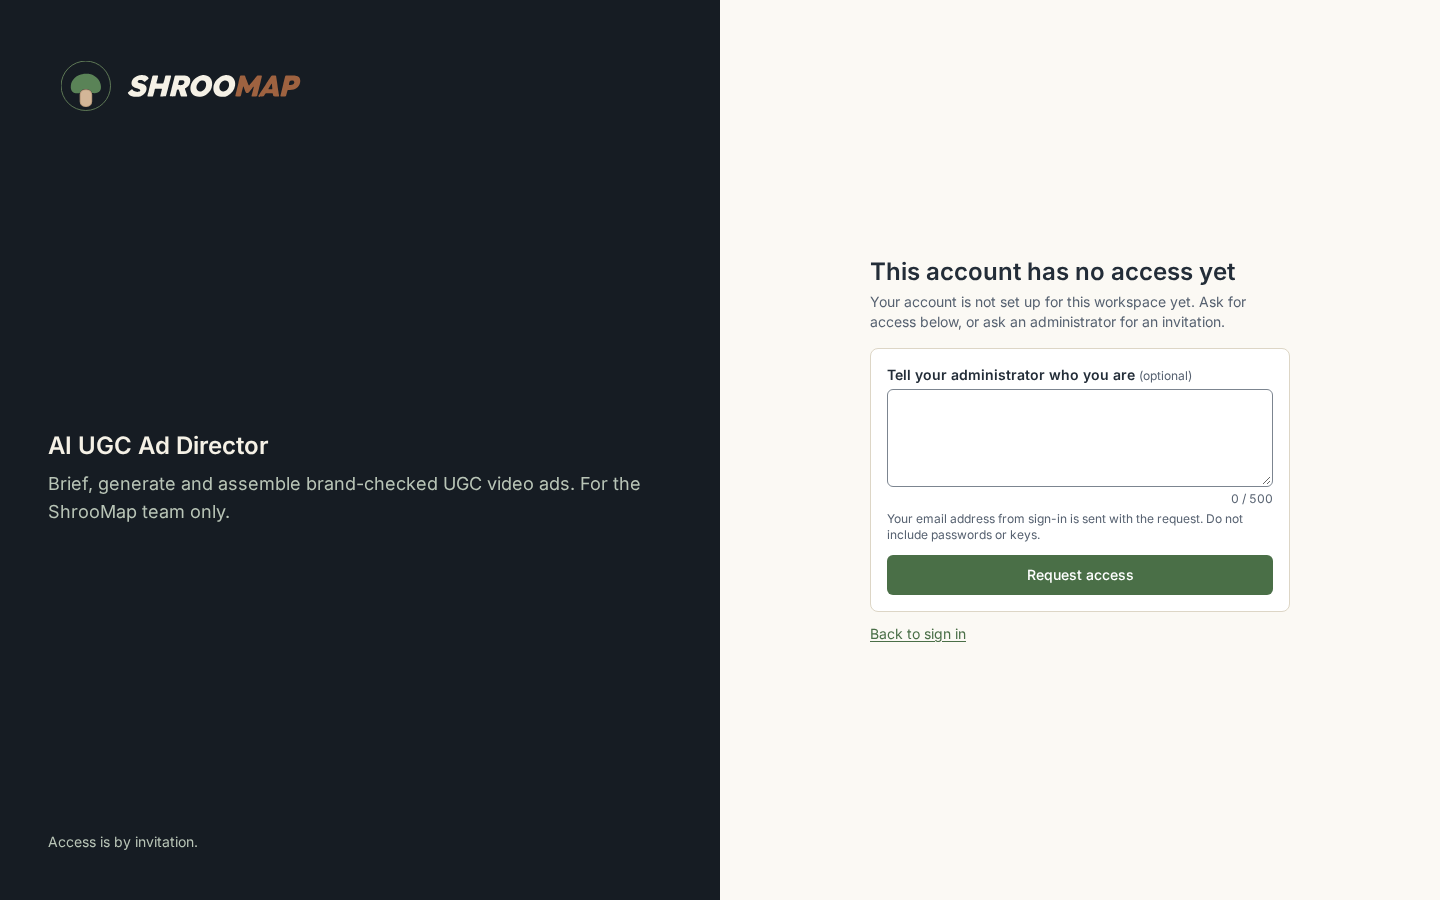 SHROOMAP
AI UGC Ad Director
Brief, generate and assemble brand-checked UGC video ads. For the
ShrooMap team only.
Access is by invitation.
This account has no access yet
Your account is not set up for this workspace yet. Ask for
access below, or ask an administrator for an invitation.
Tell your administrator who you are (optional)
0 / 500
Your email address from sign-in is sent with the request. Do not
include passwords or keys.
Request access
Back to sign in